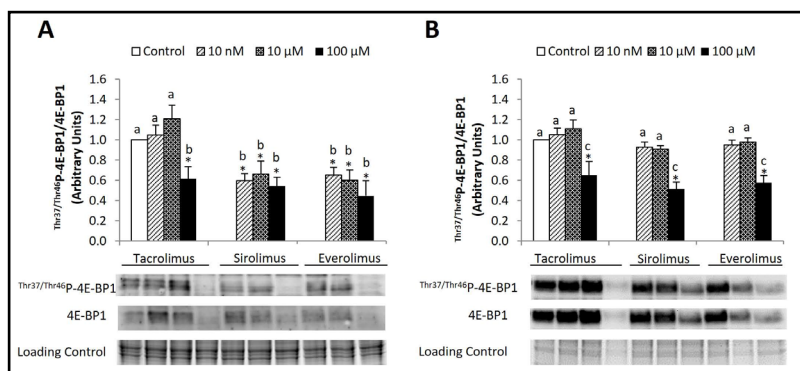 A
Control 10 nM 10 µM 100 µM
Thr37/Thr46P-4E-BP1/4E-BP1
(Arbitrary Units)
1.6
1.4
1.2
1.0
0.8
0.6
0.4
0.2
0.0
a a a b * b * b * b * b * b * b *
Tacrolimus Sirolimus Everolimus
Thr37/Thr46P-4E-BP1
4E-BP1
Loading Control
B
Control 10 nM 10 µM 100 µM
Thr37/Thr46P-4E-BP1/4E-BP1
(Arbitrary Units)
1.6
1.4
1.2
1.0
0.8
0.6
0.4
0.2
0.0
a a a c * a a c * a a c *
Tacrolimus Sirolimus Everolimus
Thr37/Thr46P-4E-BP1
4E-BP1
Loading Control